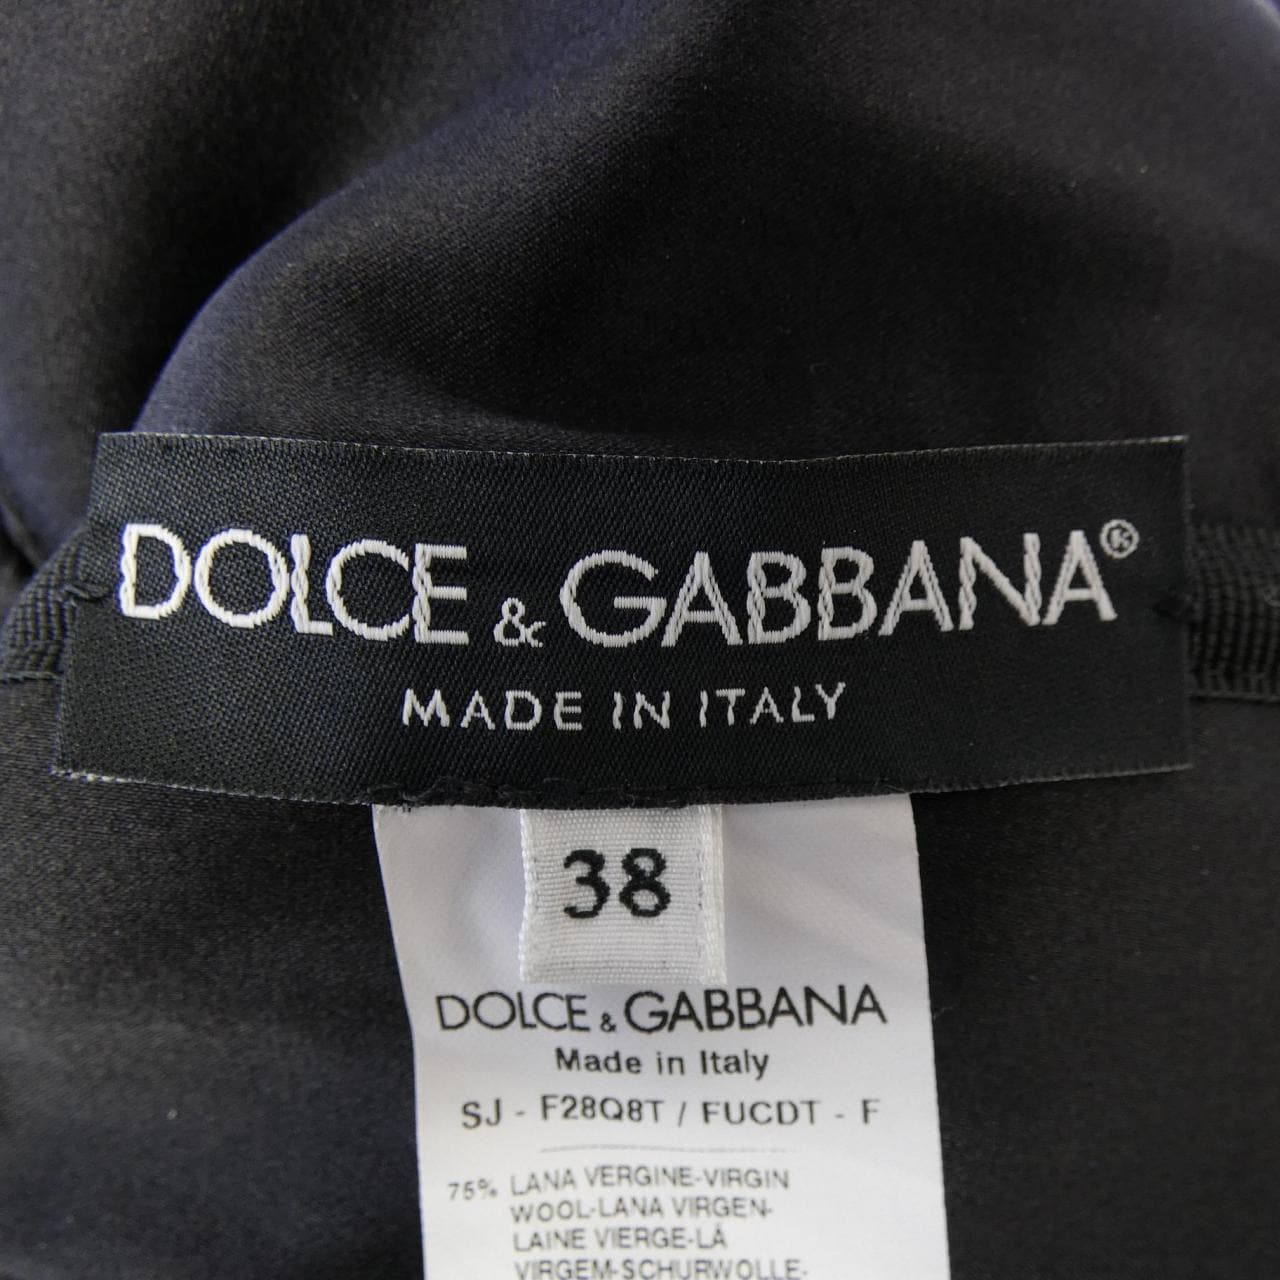 DOLCE & GABBANA®
MADE IN ITALY
38
DOLCE & GABBANA
Made in Italy
SJ - F28Q8T / FUCDT - F
75% LANA VERGINE-VIRGIN
WOOL-LANA VIRGEN-
LAINE VIERGE-LÃ
VIRGEM-SCHURWOLLE-